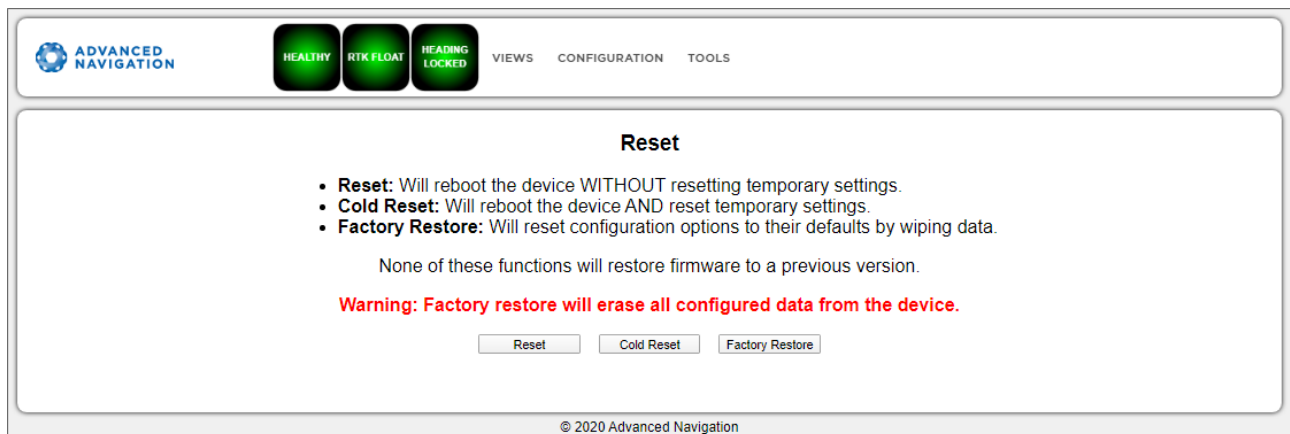 ADVANCED
NAVIGATION
HEALTHY
RTK FLOAT
HEADING
LOCKED
VIEWS
CONFIGURATION
TOOLS
Reset
• Reset: Will reboot the device WITHOUT resetting temporary settings.
• Cold Reset: Will reboot the device AND reset temporary settings.
• Factory Restore: Will reset configuration options to their defaults by wiping data.
None of these functions will restore firmware to a previous version.
Warning: Factory restore will erase all configured data from the device.
Reset
Cold Reset
Factory Restore
© 2020 Advanced Navigation